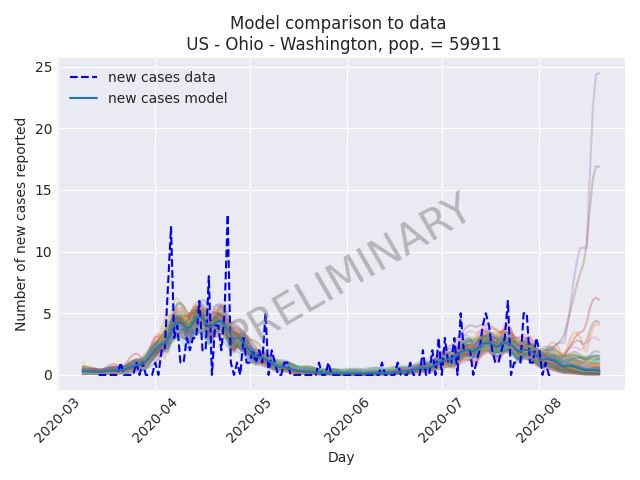 Model comparison to data
US - Ohio - Washington, pop. = 59911
25
20
15
10
5
0
Number of new cases reported
new cases data
new cases model
PRELIMINARY
2020-03
2020-04
2020-05
2020-06
2020-07
2020-08
Day